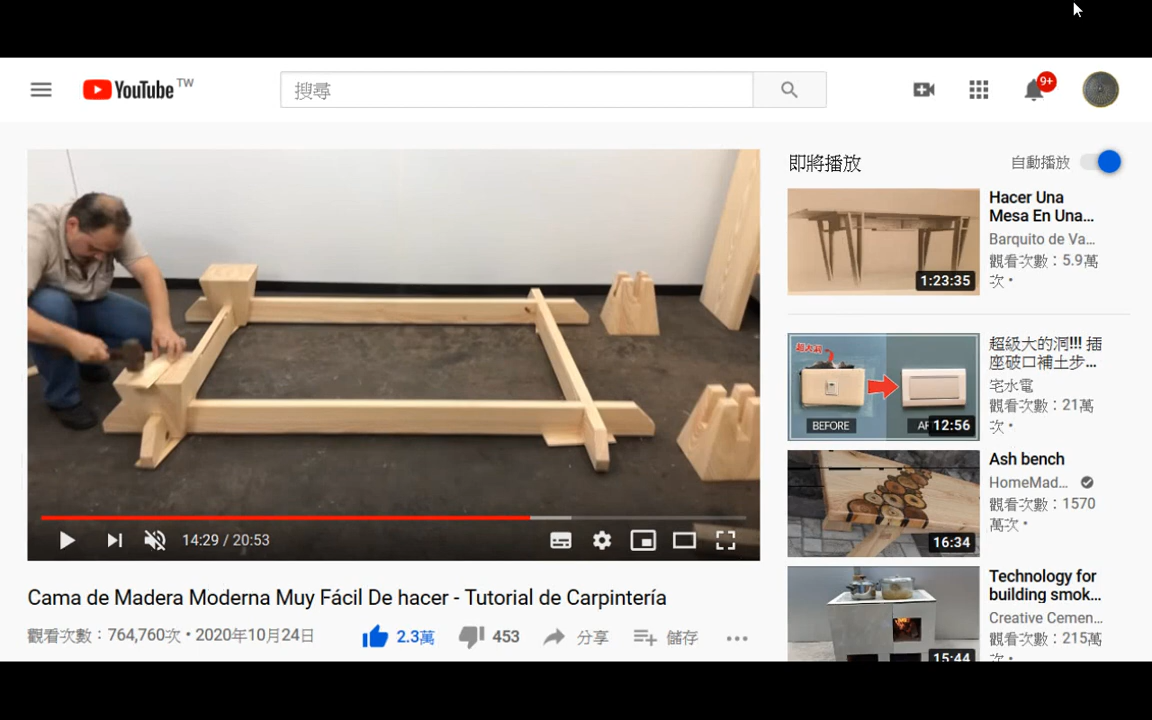 YouTube TW
搜尋
9+
即將播放
自動播放
Hacer Una
Mesa En Una...
Barquito de Va...
觀看次數：5.9萬
次 •
1:23:35
超級大的洞!!! 插
座破口補土步...
宅水電
觀看次數：21萬
次 •
超大洞
BEFORE
AF
12:56
Ash bench
HomeMad...
觀看次數：1570
萬次 •
16:34
Technology for
building smok...
Creative Cemen...
觀看次數：215萬
次 •
15:44
14:29 / 20:53
Cama de Madera Moderna Muy Fácil De hacer - Tutorial de Carpintería
觀看次數：764,760次 • 2020年10月24日
2.3萬
453
分享
儲存